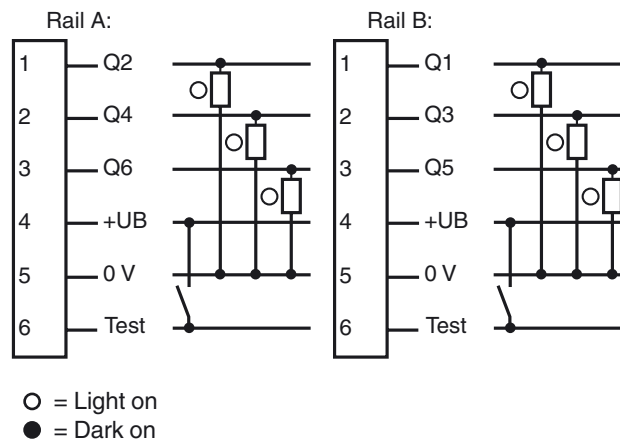 Rail A:
1 Q2
2 Q4
3 Q6
4 +UB
5 0 V
6 Test
Rail B:
1 Q1
2 Q3
3 Q5
4 +UB
5 0 V
6 Test
= Light on
= Dark on